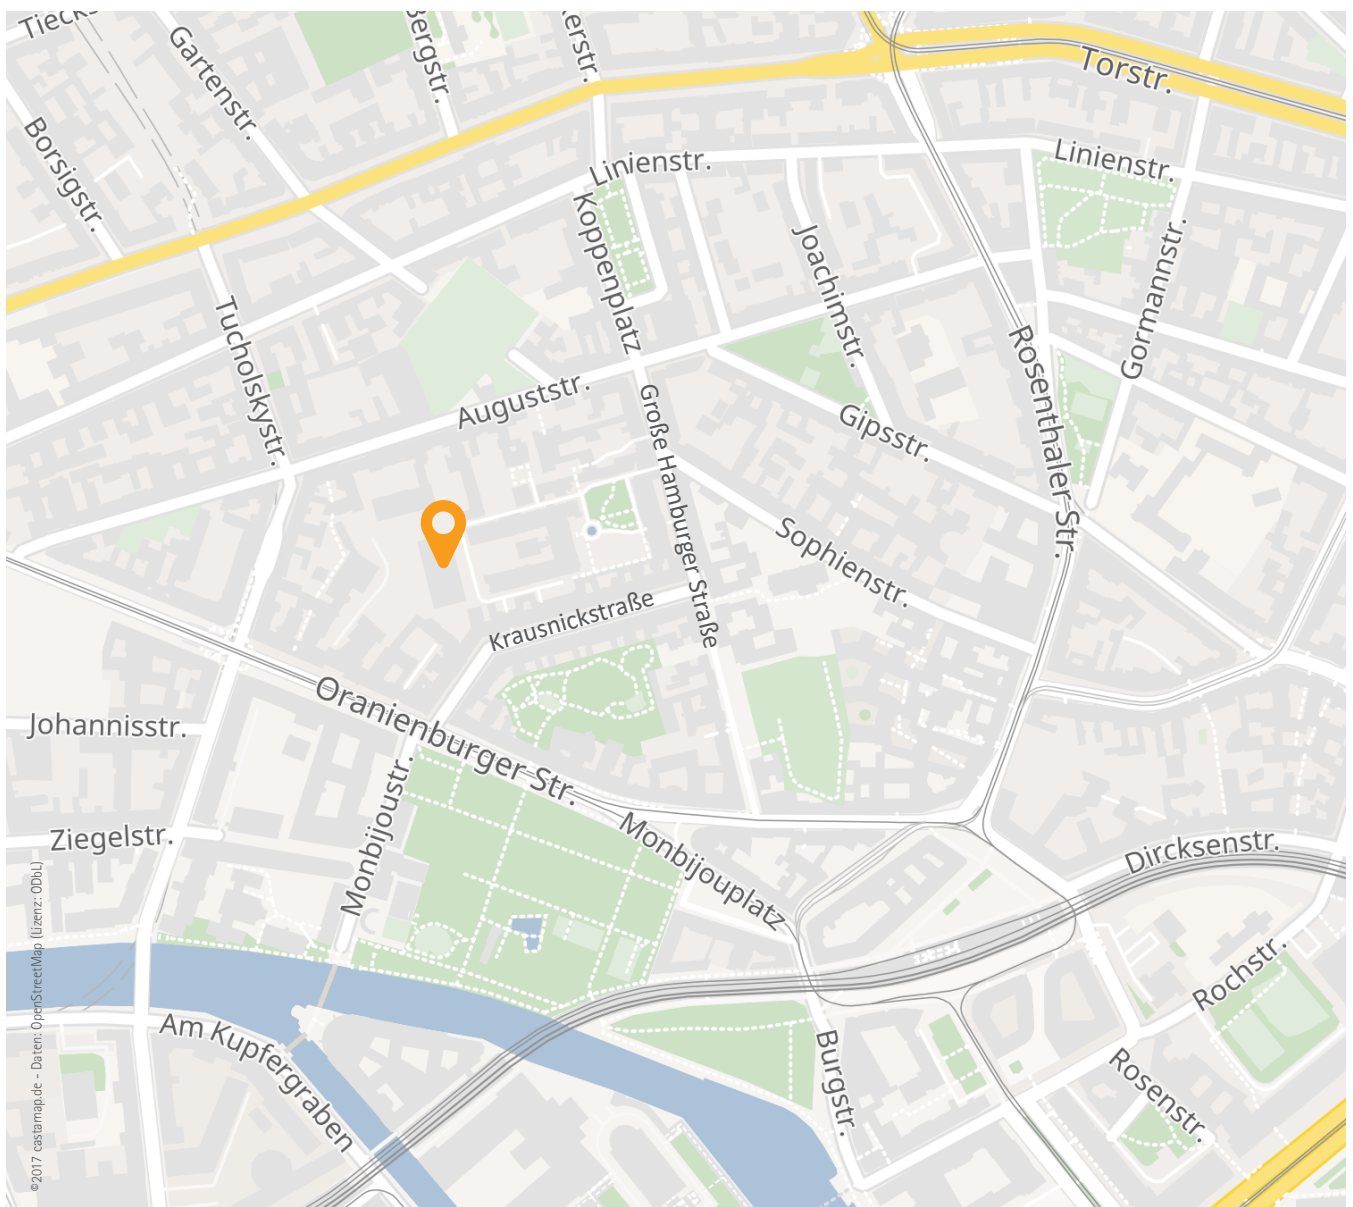 Tiecks
Gartenstr.
Bergstr.
kerstr.
Torstr.
Borsigstr.
Linienstr.
Linienstr.
Koppenplatz
Joachimstr.
Gormannstr.
Tucholskystr.
Rosenthaler Str.
Auguststr.
Große Hamburger Straße
Gipsstr.
Sophienstr.
Krausnickstraße
Oranienburger Str.
Johannisstr.
Monbijoustr.
Ziegelstr.
Monbijouplatz
Dircksenstr.
Rochstr.
Am Kupfergraben
Burgstr.
Rosenstr.
©2017 castamap.de - Daten: OpenStreetMap (Lizenz: ODbL)